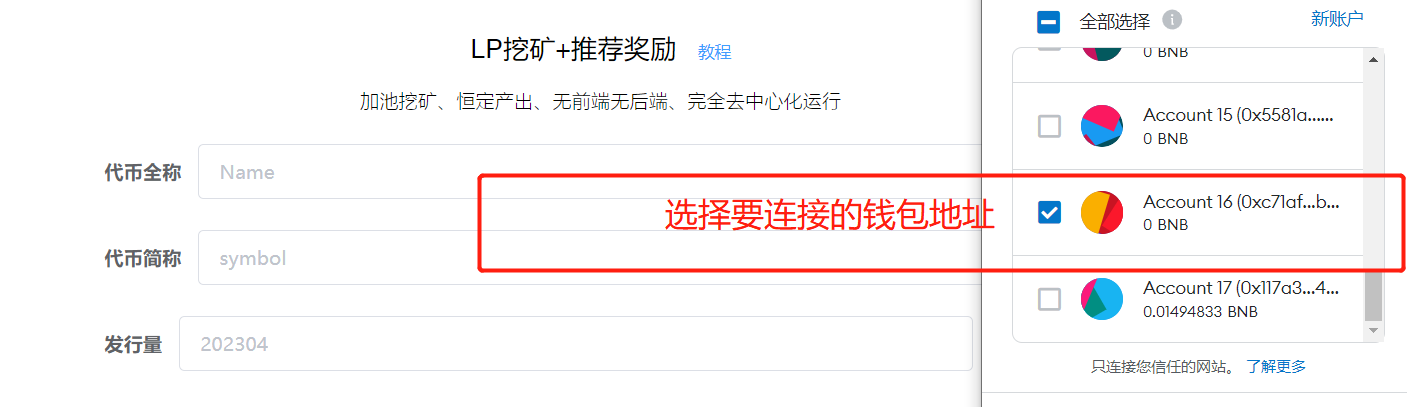 LP挖矿+推荐奖励 教程
加池挖矿、恒定产出、无前端无后端、完全去中心化运行
代币全称 Name
代币简称 symbol
发行量 202304
选择要连接的钱包地址
全部选择 新账户
0 BNB
Account 15 (0x5581a...…
0 BNB
Account 16 (0xc71af...b...
0 BNB
Account 17 (0x117a3...4...
0.01494833 BNB
只连接您信任的网站。 了解更多